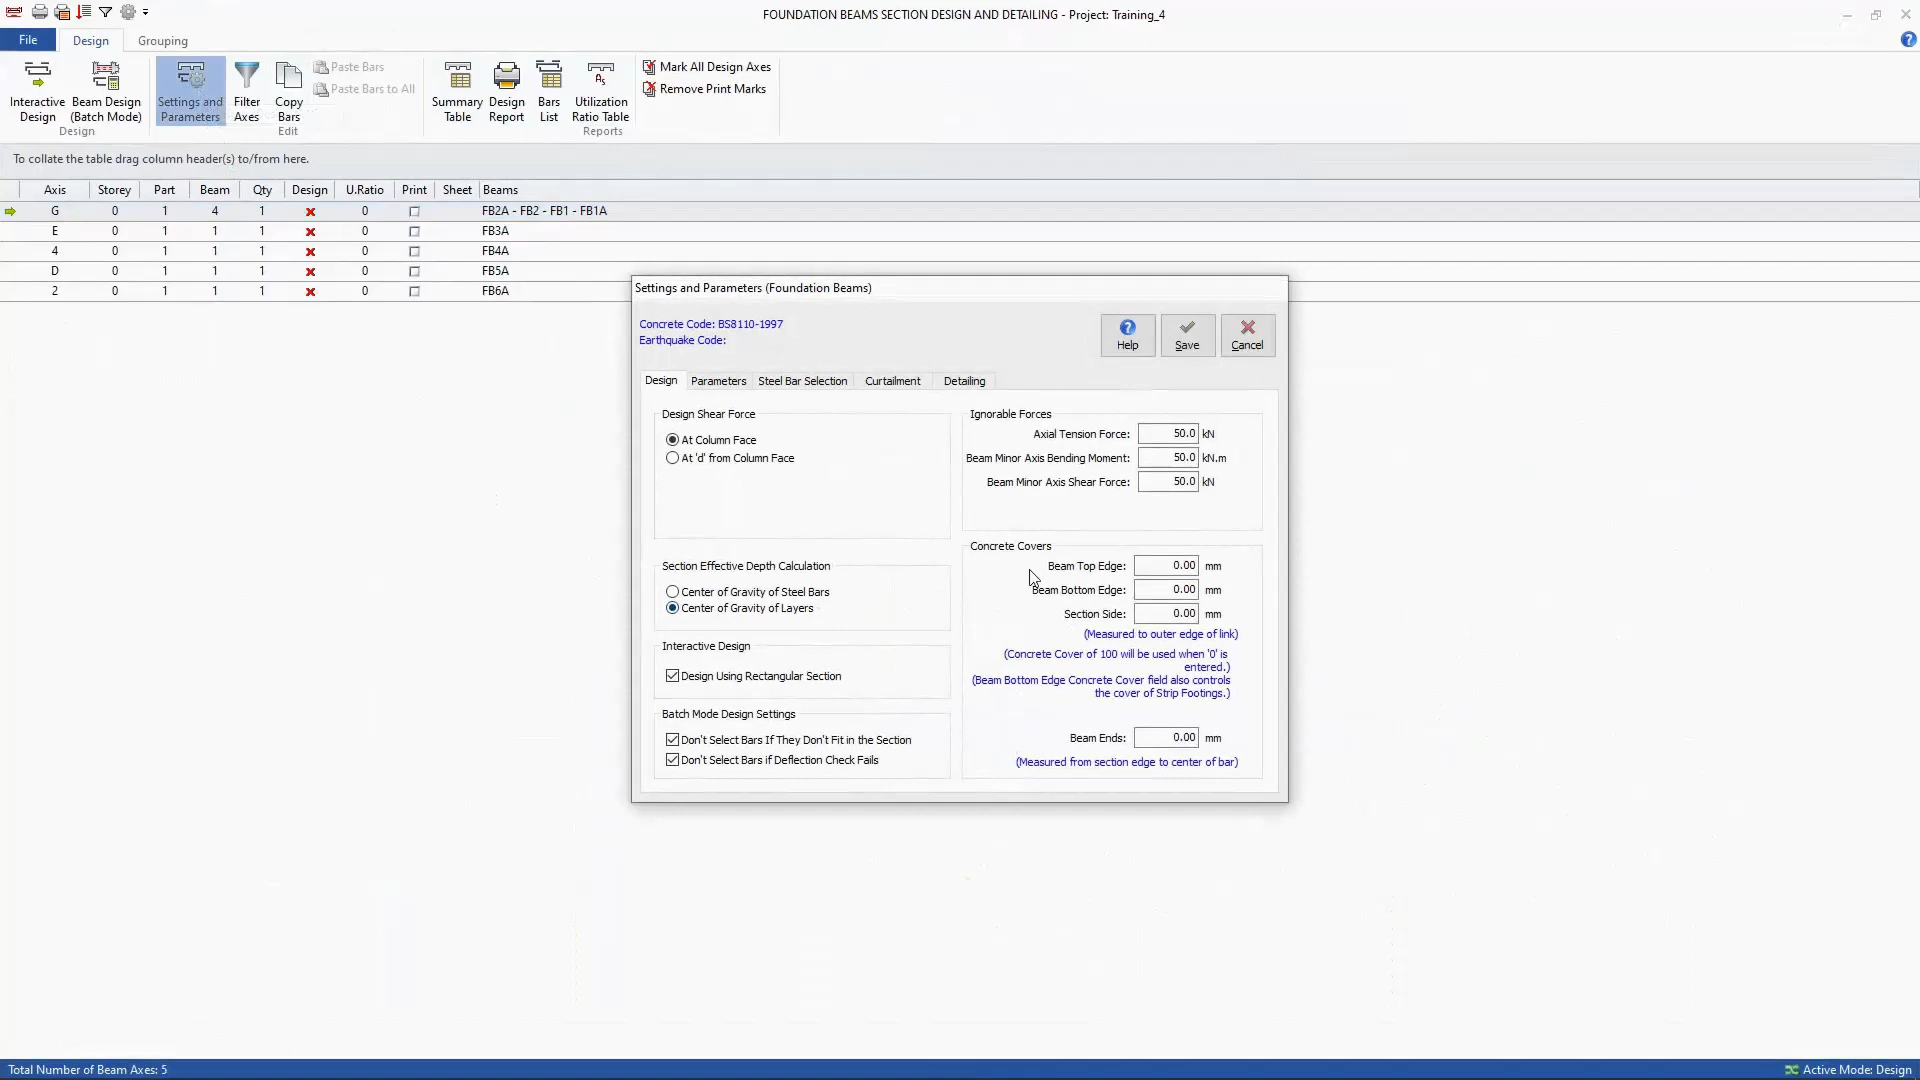 FOUNDATION BEAMS SECTION DESIGN AND DETAILING - Project: Training_4
File Design Grouping
Interactive Design
Beam Design (Batch Mode)
Design
Settings and Parameters
Filter Axes
Copy Bars
Paste Bars
Paste Bars to All
Edit
Summary Table
Design Report
Bars List
Utilization Ratio Table
Reports
Mark All Design Axes
Remove Print Marks
To collate the table drag column header(s) to/from here.
Axis Storey Part Beam Qty Design U.Ratio Print Sheet Beams
G 0 1 4 1 0 FB2A - FB2 - FB1 - FB1A
E 0 1 1 1 0 FB3A
4 0 1 1 1 0 FB4A
D 0 1 1 1 0 FB5A
2 0 1 1 1 0 FB6A
Settings and Parameters (Foundation Beams)
Concrete Code: BS8110-1997
Earthquake Code:
? Help
Save
Cancel
Design Parameters Steel Bar Selection Curtailment Detailing
Design Shear Force
At Column Face
At 'd' from Column Face
Section Effective Depth Calculation
Center of Gravity of Steel Bars
Center of Gravity of Layers
Interactive Design
Design Using Rectangular Section
Batch Mode Design Settings
Don't Select Bars If They Don't Fit in the Section
Don't Select Bars if Deflection Check Fails
Ignorable Forces
Axial Tension Force: 50.0 kN
Beam Minor Axis Bending Moment: 50.0 kN.m
Beam Minor Axis Shear Force: 50.0 kN
Concrete Covers
Beam Top Edge: 0.00 mm
Beam Bottom Edge: 0.00 mm
Section Side: 0.00 mm
(Measured to outer edge of link)
(Concrete Cover of 100 will be used when '0' is
entered.)
(Beam Bottom Edge Concrete Cover field also controls
the cover of Strip Footings.)
Beam Ends: 0.00 mm
(Measured from section edge to center of bar)
Total Number of Beam Axes: 5
Active Mode: Design